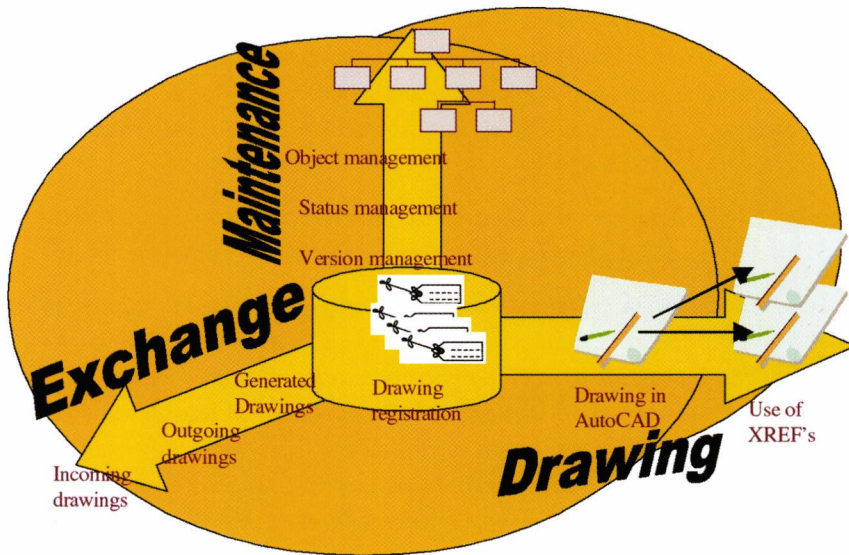 Maintenance
Object management
Status management
Version management
Exchange
Generated
Drawings
Outgoing
drawings
Incoming
drawings
Drawing
registration
Drawing in
AutoCAD
Use of
XREF's
Drawing